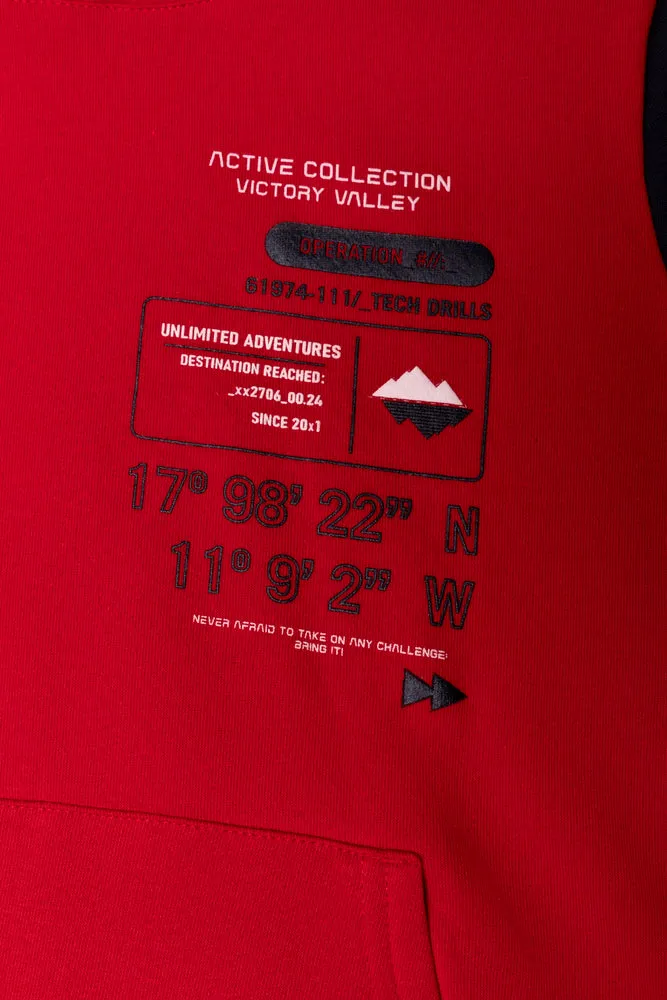 ACTIVE COLLECTION
VICTORY VALLEY
OPERATION
61974-111/_TECH DRILLS
UNLIMITED ADVENTURES
DESTINATION REACHED:
_xx2706_00.24
SINCE 20x1
17° 98' 22" N
11° 9' 2" W
NEVER AFRAID TO TAKE ON ANY CHALLENGE:
BRING IT!